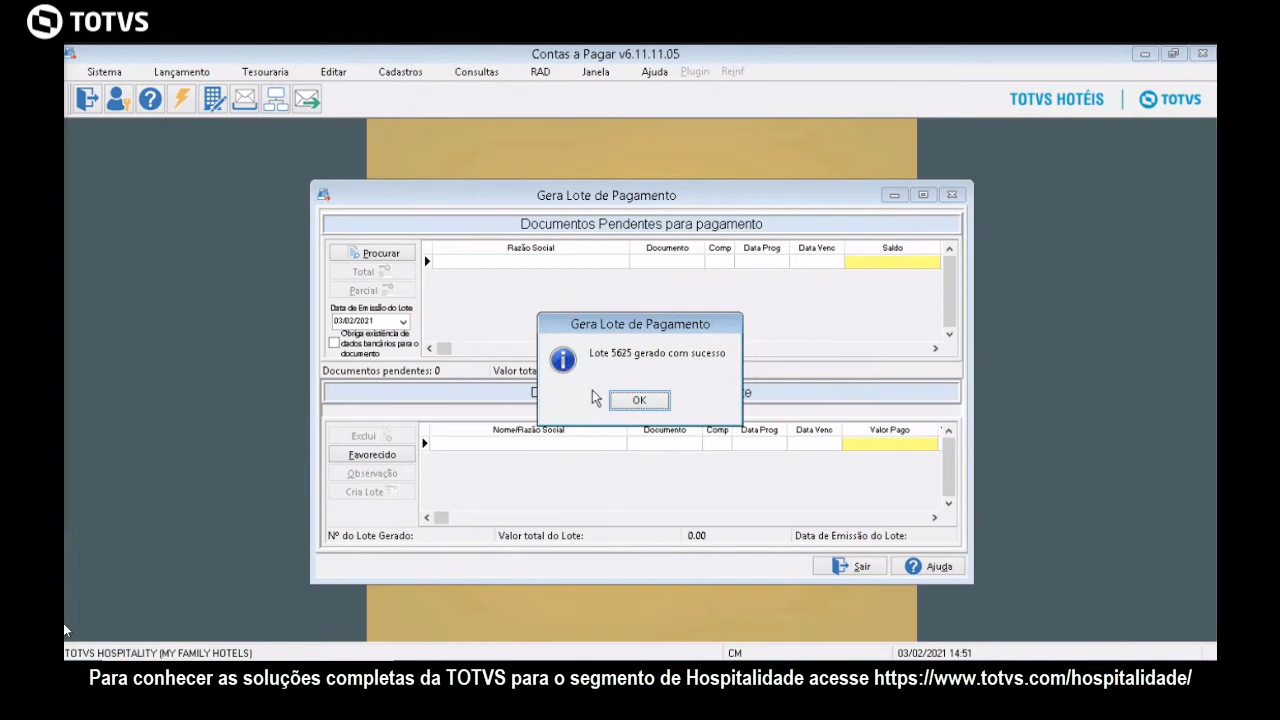 TOTVS
Contas a Pagar v6.11.11.05
Sistema Lançamento Tesouraria Editar Cadastros Consultas RAD Janela Ajuda Plugin Reinf
TOTVS HOTÉIS | TOTVS
Gera Lote de Pagamento
Documentos Pendentes para pagamento
Procurar
Total
Parcial
Data de Emissão do Lote
03/02/2021
Obriga existência de
dados bancários para o
documento
Razão Social Documento Comp Data Prog Data Venc Saldo
Documentos pendentes: 0 Valor tota
Gera Lote de Pagamento
Lote 5625 gerado com sucesso
OK
Exclui
Favorecido
Observação
Cria Lote
Nome/Razão Social Documento Comp Data Prog Data Venc Valor Pago
Nº do Lote Gerado: Valor total do Lote: 0.00 Data de Emissão do Lote:
Sair Ajuda
TOTVS HOSPITALITY (MY FAMILY HOTELS) CM 03/02/2021 14:51
Para conhecer as soluções completas da TOTVS para o segmento de Hospitalidade acesse https://www.totvs.com/hospitalidade/